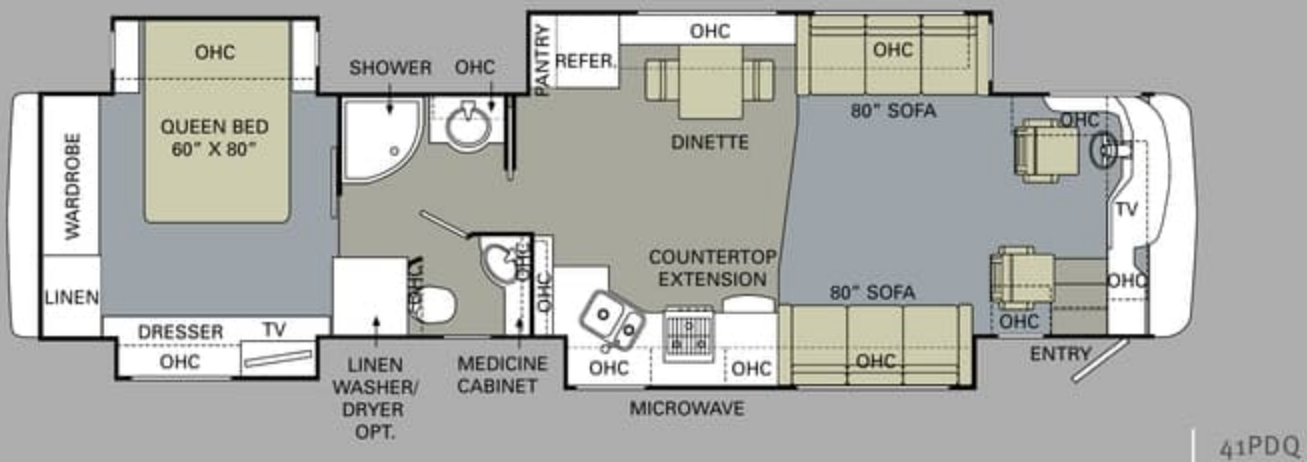 OHC
QUEEN BED
60" X 80"
WARDROBE
LINEN
DRESSER
TV
OHC
SHOWER
OHC
LINEN
WASHER/
DRYER
OPT.
OHC
OHC
MEDICINE
CABINET
OHC
PANTRY
REFER.
OHC
DINETTE
COUNTERTOP
EXTENSION
OHC
OHC
MICROWAVE
OHC
80" SOFA
80" SOFA
OHC
OHC
TV
OHC
OHC
ENTRY
41PDQ